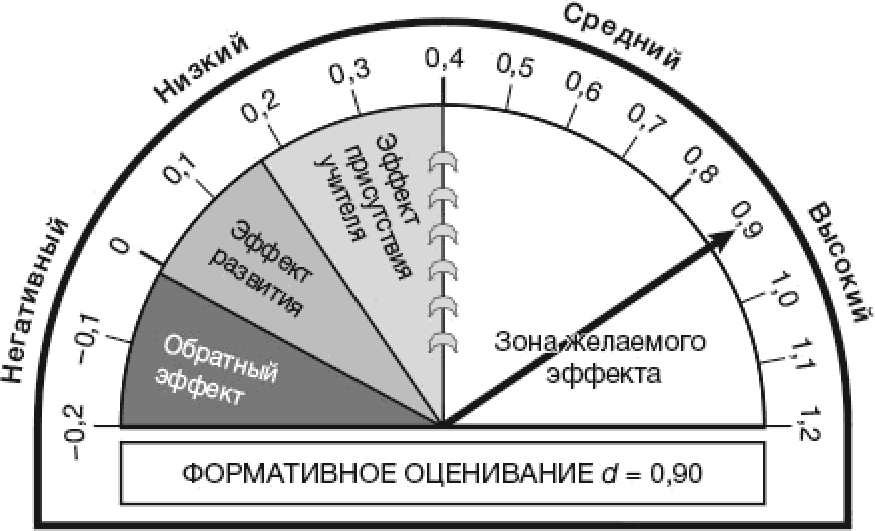 Негативный
Низкий
Средний
Высокий
−0,2
−0,1
0
0,1
0,2
0,3
0,4
0,5
0,6
0,7
0,8
0,9
1,0
1,1
1,2
Обратный
эффект
Эффект
развития
Эффект
присутствия
учителя
Зона желаемого
эффекта
ФОРМАТИВНОЕ ОЦЕНИВАНИЕ d = 0,90